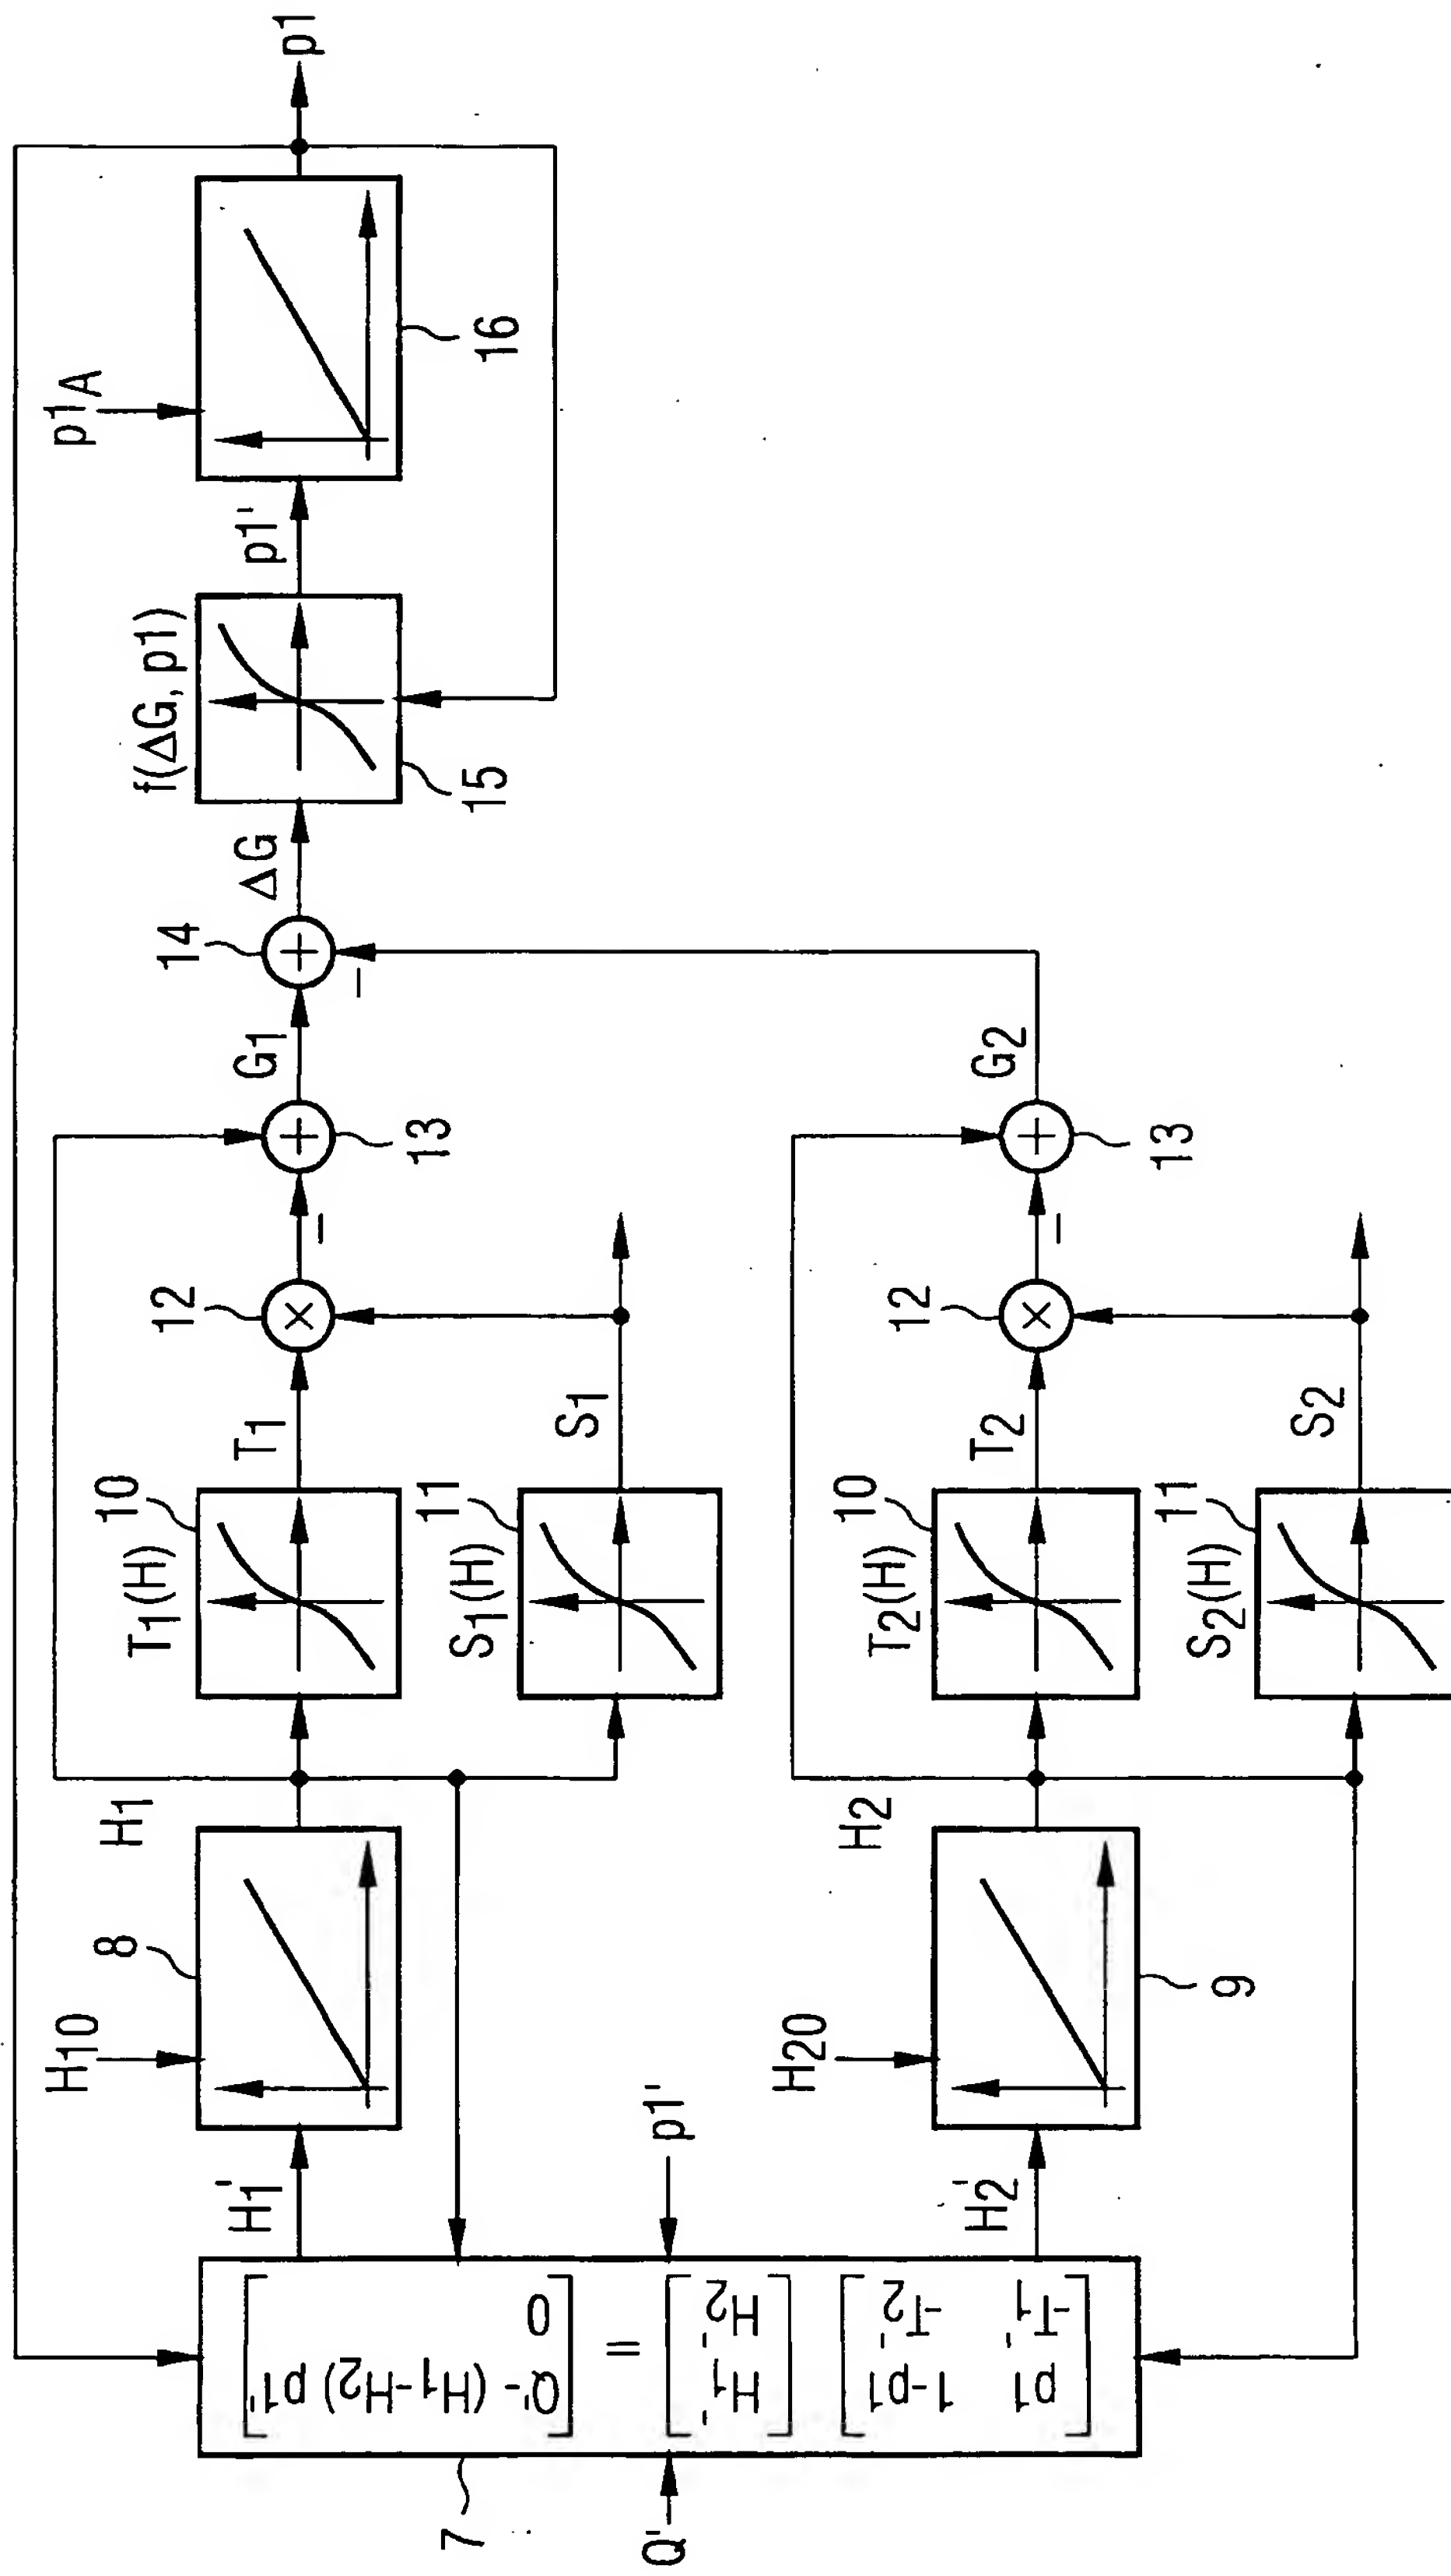 p1
p1A
H10
8
H1
T1(H)
10
T1
12
–
13
G1
14
–
ΔG
f(ΔG, p1)
15
p1'
16
H1'
S1(H)
11
S1
7
Q'
p1 1-p1
-T1' -T2'
H1'
H2'
=
Q'-(H1-H2) p1'
0
p1'
H20
H2'
9
H2
T2(H)
10
T2
12
–
13
G2
S2(H)
11
S2